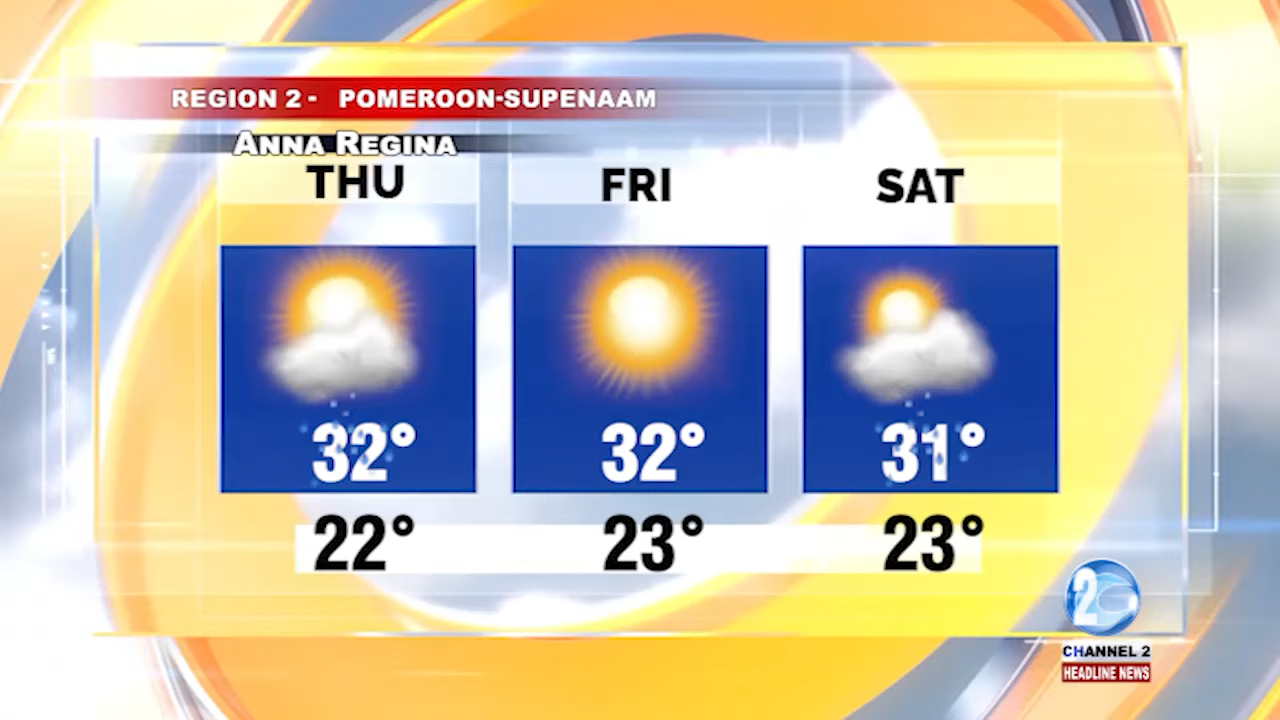 REGION 2 - POMEROON-SUPENAAM
ANNA REGINA
THU FRI SAT
32° 32° 31°
22° 23° 23°
2
CHANNEL 2
HEADLINE NEWS